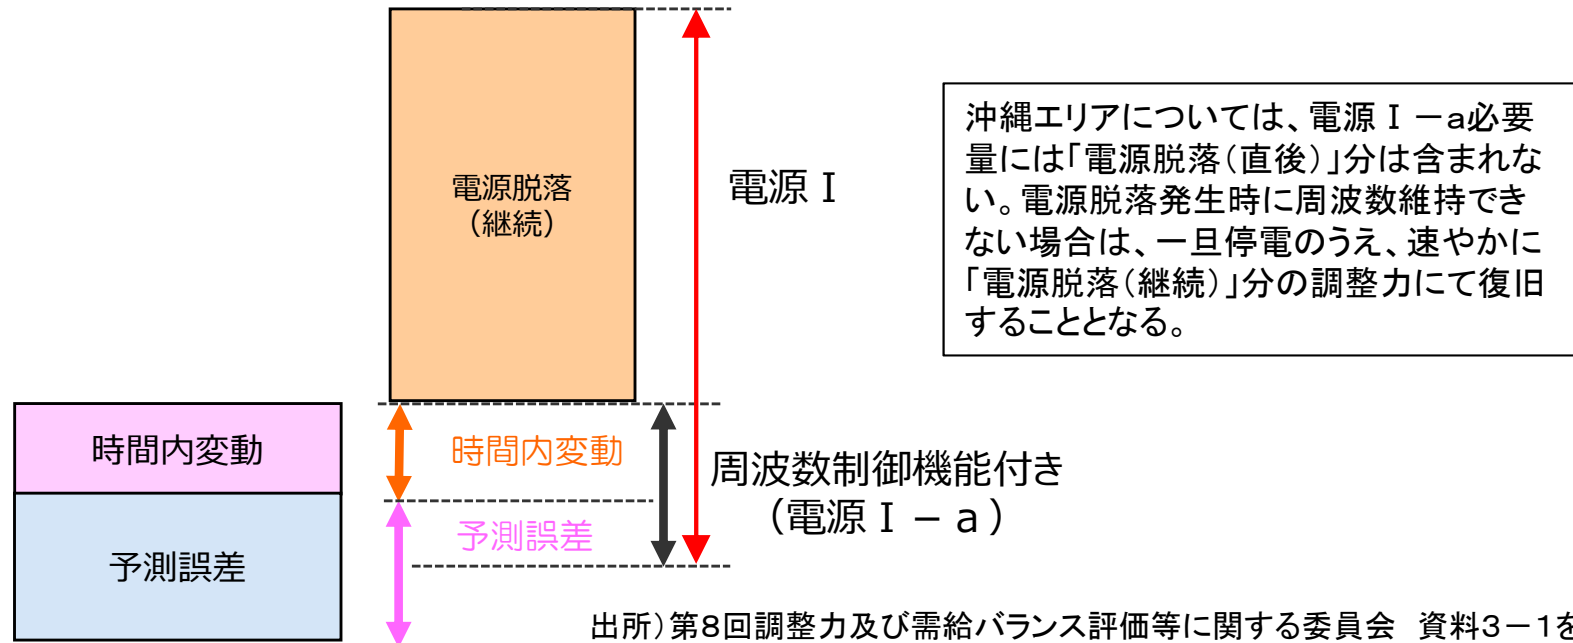 電源脱落
（継続）
電源Ⅰ
沖縄エリアについては、電源Ⅰ－a必要
量には「電源脱落（直後）」分は含まれな
い。電源脱落発生時に周波数維持でき
ない場合は、一旦停電のうえ、速やかに
「電源脱落（継続）」分の調整力にて復旧
することとなる。
時間内変動
予測誤差
時間内変動
予測誤差
周波数制御機能付き
（電源Ⅰ－a）
出所）第8回調整力及び需給バランス評価等に関する委員会 資料3－1を